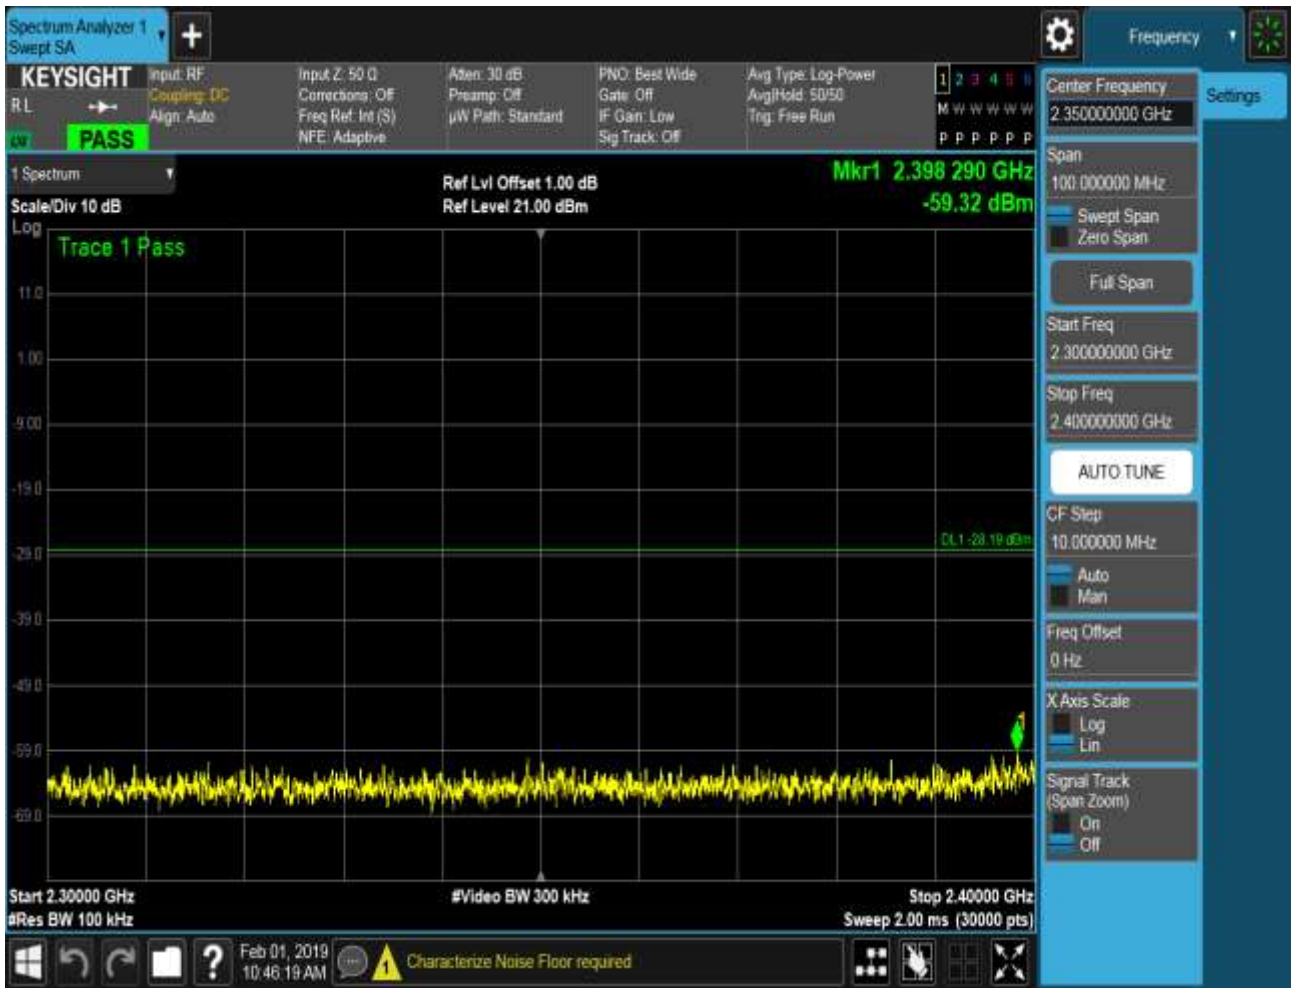 Spectrum Analyzer 1
Swept SA
+
Frequency
KEYSIGHT
RL
PASS
Input: RF
Coupling: DC
Align: Auto
Input Z: 50 Ω
Corrections: Off
Freq Ref: Int (S)
NFE: Adaptive
Atten: 30 dB
Preamp: Off
µW Path: Standard
PNO: Best Wide
Gate: Off
IF Gain: Low
Sig Track: Off
Avg Type: Log-Power
Avg|Hold: 50/50
Trig: Free Run
1 2 3 4 5 6
M W W W W W
P P P P P P
1 Spectrum
Scale/Div 10 dB
Log
Ref Lvl Offset 1.00 dB
Ref Level 21.00 dBm
Mkr1 2.398 290 GHz
-59.32 dBm
Trace 1 Pass
11.0
1.00
-9.00
-19.0
-29.0
-39.0
-49.0
-59.0
-69.0
DL1 -28.19 dBm
1
Start 2.30000 GHz
#Res BW 100 kHz
#Video BW 300 kHz
Stop 2.40000 GHz
Sweep 2.00 ms (30000 pts)
Center Frequency
2.350000000 GHz
Settings
Span
100.000000 MHz
Swept Span
Zero Span
Full Span
Start Freq
2.300000000 GHz
Stop Freq
2.400000000 GHz
AUTO TUNE
CF Step
10.000000 MHz
Auto
Man
Freq Offset
0 Hz
X Axis Scale
Log
Lin
Signal Track
(Span Zoom)
On
Off
?
Feb 01, 2019
10:46:19 AM
1
Characterize Noise Floor required